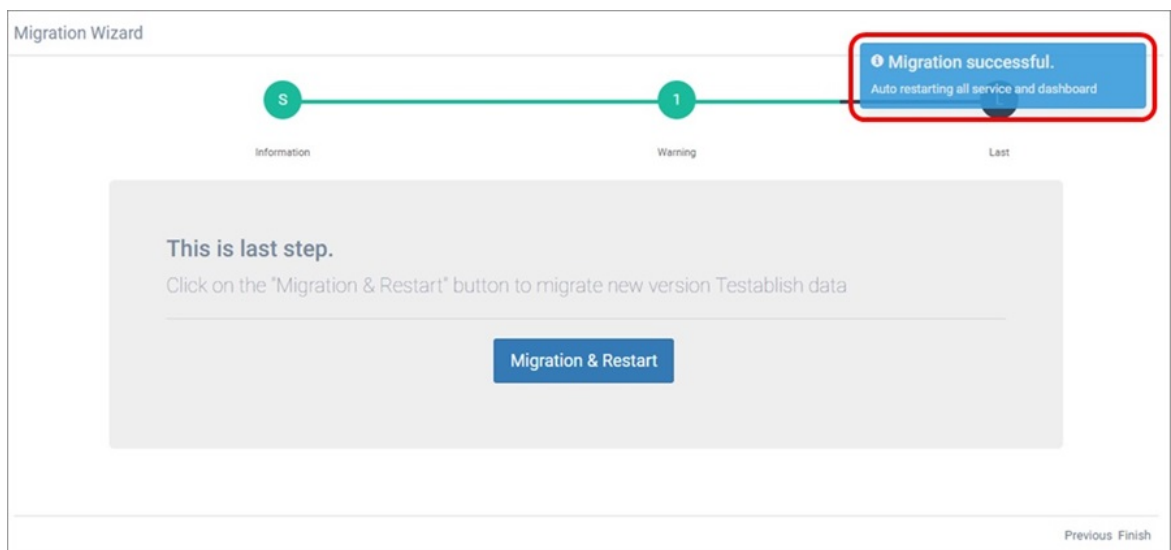 Migration Wizard
Migration successful.
Auto restarting all service and dashboard
S
1
L
Information
Warning
Last
This is last step.
Click on the "Migration & Restart" button to migrate new version Testablish data
Migration & Restart
Previous Finish